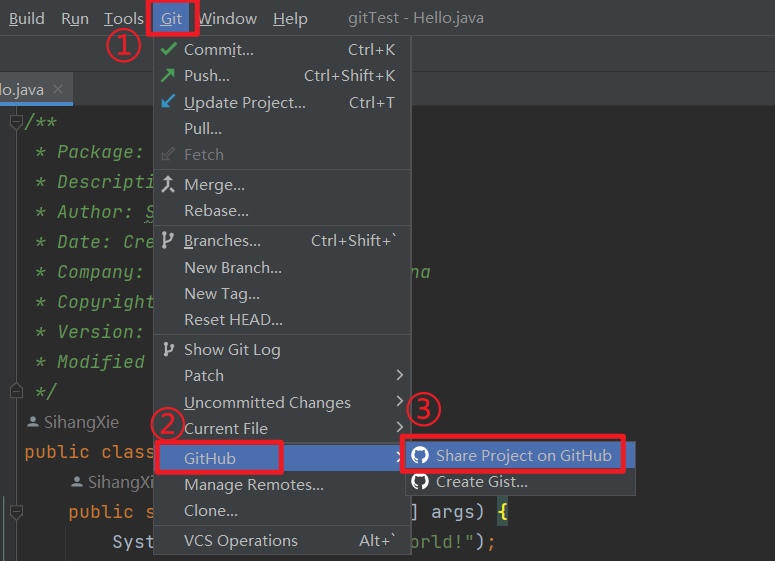 Build Run Tools Git Window Help gitTest - Hello.java
①
Commit... Ctrl+K
Push... Ctrl+Shift+K
lo.java
Update Project... Ctrl+T
/**
Pull...
* Package:
Fetch
* Descripti
Merge...
* Author: S
Rebase...
* Date: Cre
Branches... Ctrl+Shift+`
* Company: na
New Branch...
* Copyright
New Tag...
* Version:
Reset HEAD...
* Modified
Show Git Log
*/
Patch
Uncommitted Changes
SihangXie
② Current File ③
public class
GitHub
Share Project on GitHub
SihangXi
Manage Remotes...
Create Gist...
public s ] args) {
Clone...
Syst orld!");
VCS Operations Alt+`